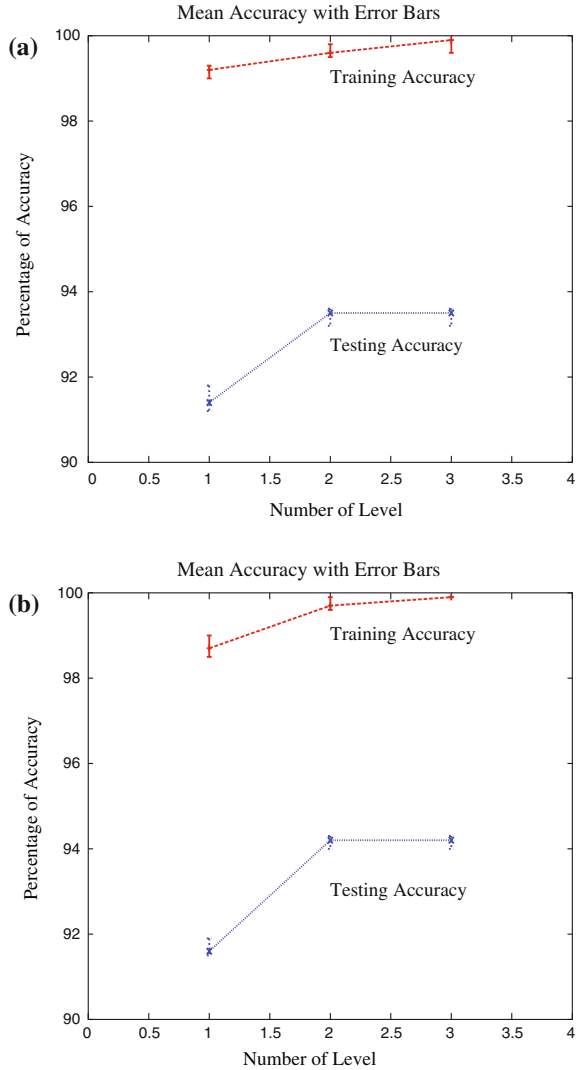 Mean Accuracy with Error Bars
(a)
100
98
96
94
92
90
Percentage of Accuracy
Training Accuracy
Testing Accuracy
0 0.5 1 1.5 2 2.5 3 3.5 4
Number of Level
Mean Accuracy with Error Bars
(b)
100
98
96
94
92
90
Percentage of Accuracy
Training Accuracy
Testing Accuracy
0 0.5 1 1.5 2 2.5 3 3.5 4
Number of Level